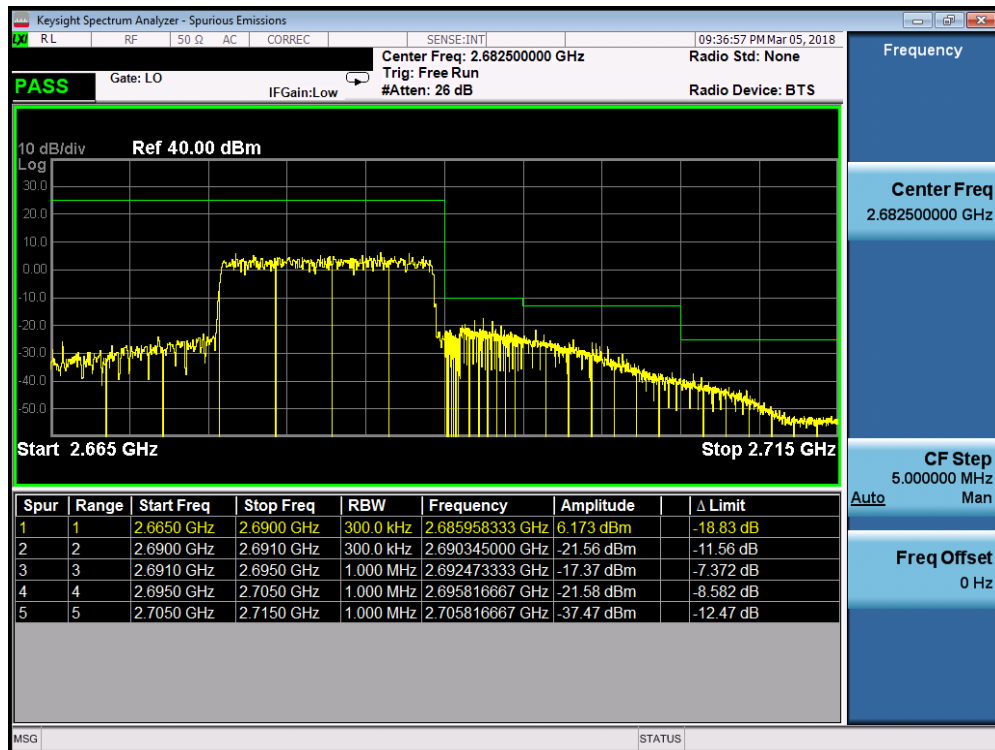 Keysight Spectrum Analyzer - Spurious Emissions
LXI RL RF 50 Ω AC CORREC SENSE:INT 09:36:57 PM Mar 05, 2018
Center Freq: 2.682500000 GHz Radio Std: None
Trig: Free Run
PASS Gate: LO IFGain:Low #Atten: 26 dB Radio Device: BTS
Frequency
10 dB/div Ref 40.00 dBm
Log
30.0
20.0
10.0
0.00
-10.0
-20.0
-30.0
-40.0
-50.0
Start 2.665 GHz Stop 2.715 GHz
Spur Range Start Freq Stop Freq RBW Frequency Amplitude Δ Limit
1 1 2.6650 GHz 2.6900 GHz 300.0 kHz 2.685958333 GHz 6.173 dBm -18.83 dB
2 2 2.6900 GHz 2.6910 GHz 300.0 kHz 2.690345000 GHz -21.56 dBm -11.56 dB
3 3 2.6910 GHz 2.6950 GHz 1.000 MHz 2.692473333 GHz -17.37 dBm -7.372 dB
4 4 2.6950 GHz 2.7050 GHz 1.000 MHz 2.695816667 GHz -21.58 dBm -8.582 dB
5 5 2.7050 GHz 2.7150 GHz 1.000 MHz 2.705816667 GHz -37.47 dBm -12.47 dB
Center Freq
2.682500000 GHz
CF Step
5.000000 MHz
Auto Man
Freq Offset
0 Hz
MSG STATUS